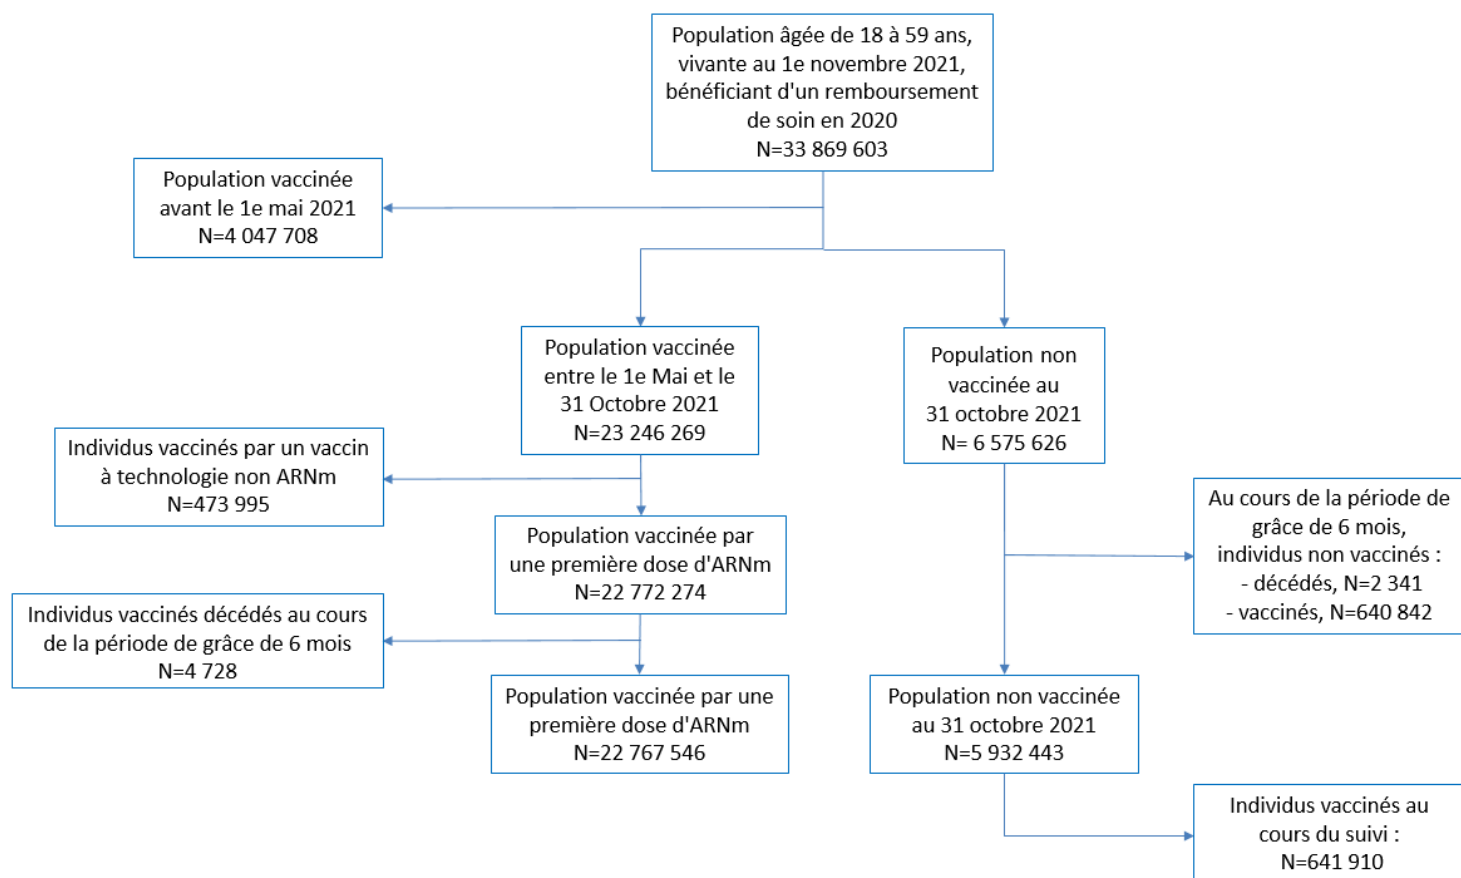 Population âgée de 18 à 59 ans,
vivante au 1e novembre 2021,
bénéficiant d'un remboursement
de soin en 2020
N=33 869 603
Population vaccinée
avant le 1e mai 2021
N=4 047 708
Population vaccinée
entre le 1e Mai et le
31 Octobre 2021
N=23 246 269
Population non
vaccinée au
31 octobre 2021
N= 6 575 626
Individus vaccinés par un vaccin
à technologie non ARNm
N=473 995
Au cours de la période de
grâce de 6 mois,
individus non vaccinés :
- décédés, N=2 341
- vaccinés, N=640 842
Population vaccinée par
une première dose d'ARNm
N=22 772 274
Individus vaccinés décédés au cours
de la période de grâce de 6 mois
N=4 728
Population vaccinée par une
première dose d'ARNm
N=22 767 546
Population non vaccinée
au 31 octobre 2021
N=5 932 443
Individus vaccinés au
cours du suivi :
N=641 910